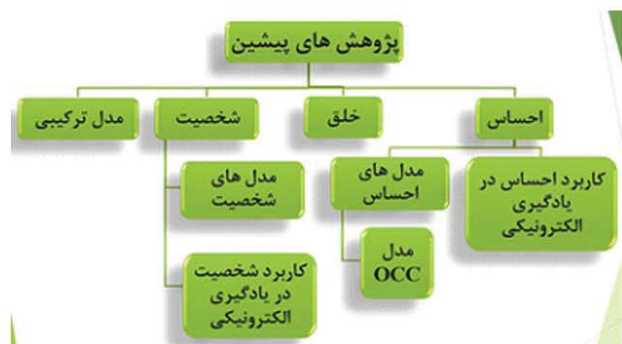 پژوهش های پیشین
احساس
خلق
شخصیت
مدل ترکیبی
کاربرد احساس در
یادگیری
الکترونیکی
مدل های
احساس
مدل های
شخصیت
مدل
OCC
کاربرد شخصیت
در یادگیری
الکترونیکی